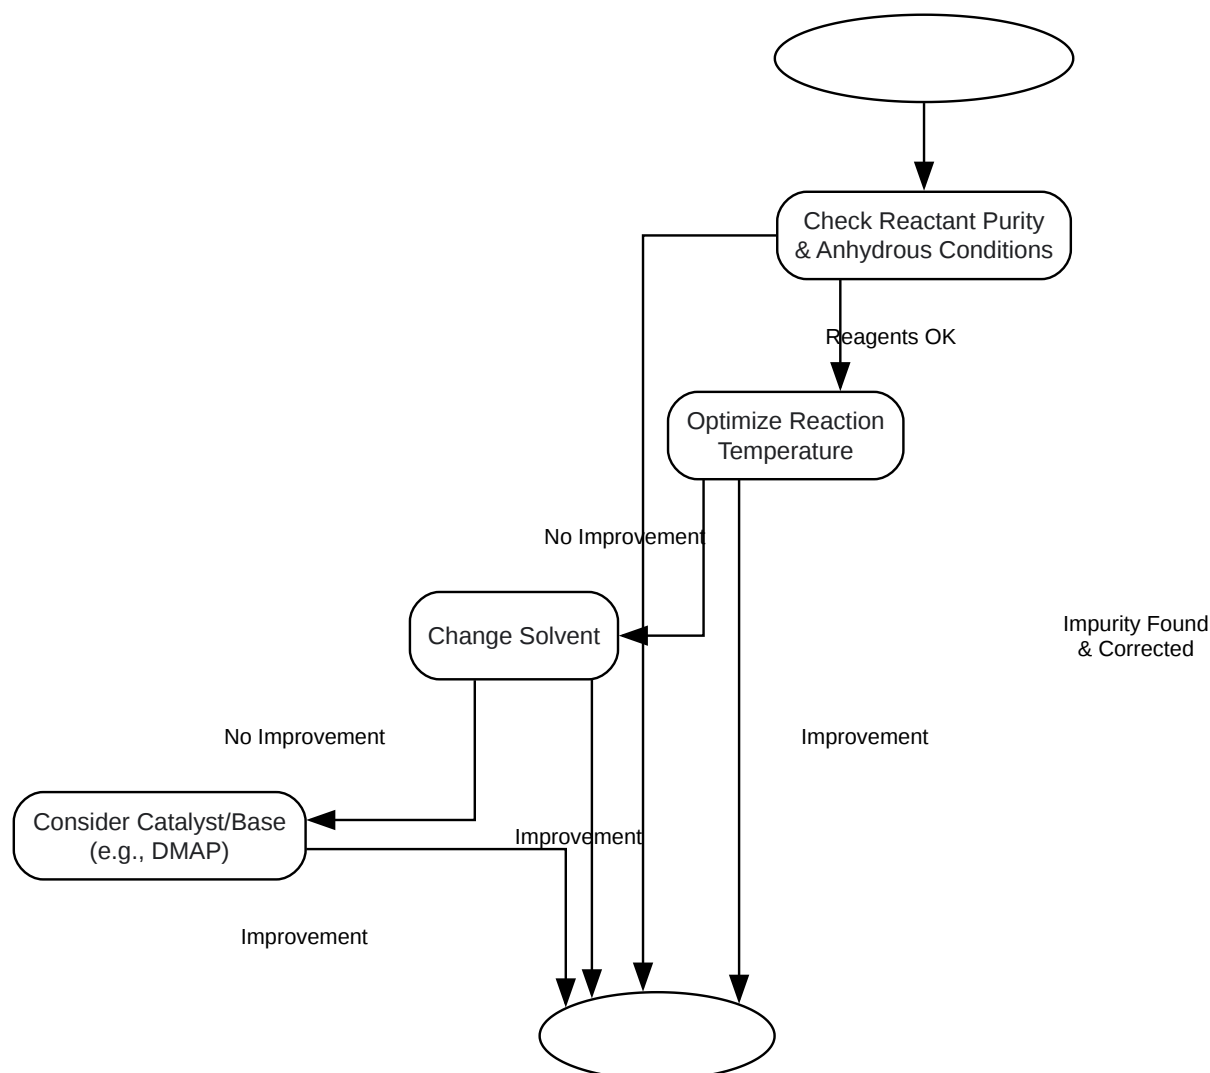 Check Reactant Purity
& Anhydrous Conditions
Reagents OK
Optimize Reaction
Temperature
No Improvement
Change Solvent
Impurity Found
& Corrected
No Improvement
Improvement
Consider Catalyst/Base
(e.g., DMAP)
Improvement
Improvement